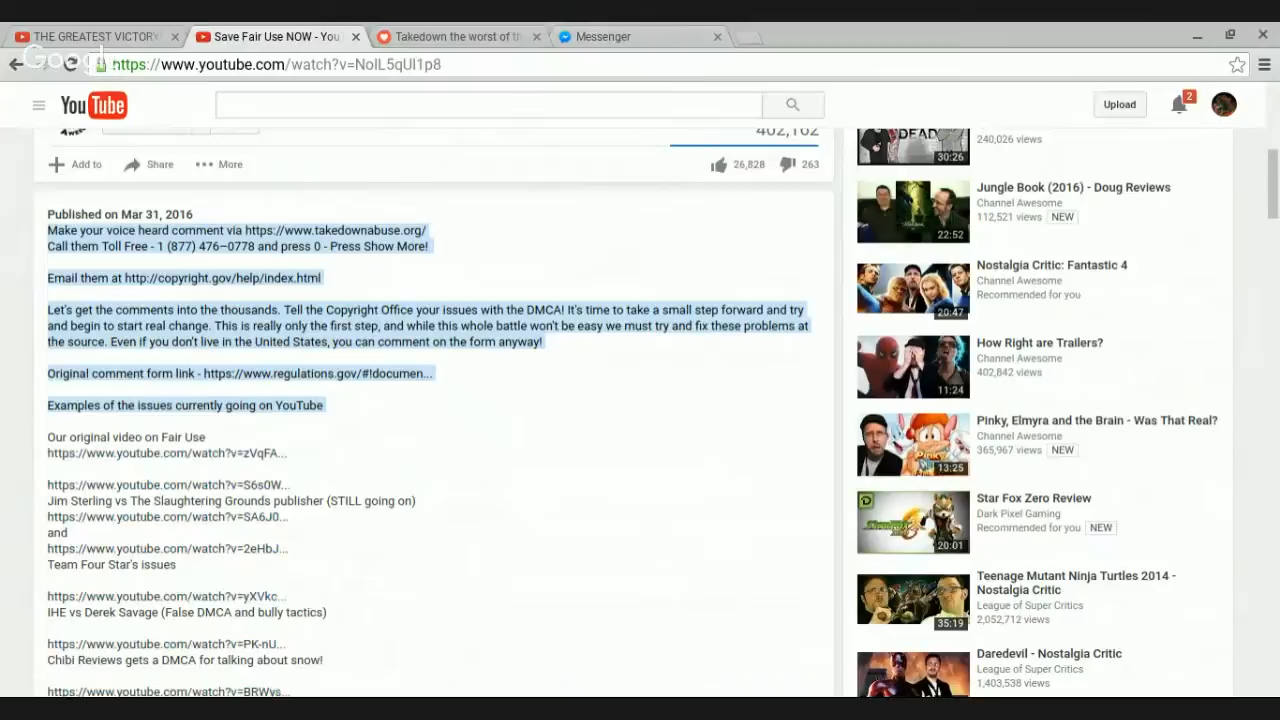 THE GREATEST VICTORY
Save Fair Use NOW - You
Takedown the worst of th
Messenger
https://www.youtube.com/watch?v=NoIL5qUl1p8
YouTube
Upload
2
402,162
Add to
Share
More
26,828
263
Published on Mar 31, 2016
Make your voice heard comment via https://www.takedownabuse.org/
Call them Toll Free - 1 (877) 476–0778 and press 0 - Press Show More!
Email them at http://copyright.gov/help/index.html
Let's get the comments into the thousands. Tell the Copyright Office your issues with the DMCA! It's time to take a small step forward and try
and begin to start real change. This is really only the first step, and while this whole battle won't be easy we must try and fix these problems at
the source. Even if you don't live in the United States, you can comment on the form anyway!
Original comment form link - https://www.regulations.gov/#!documen...
Examples of the issues currently going on YouTube
Our original video on Fair Use
https://www.youtube.com/watch?v=zVqFA...
https://www.youtube.com/watch?v=S6s0W...
Jim Sterling vs The Slaughtering Grounds publisher (STILL going on)
https://www.youtube.com/watch?v=SA6J0...
and
https://www.youtube.com/watch?v=2eHbJ...
Team Four Star's issues
https://www.youtube.com/watch?v=yXVkc...
IHE vs Derek Savage (False DMCA and bully tactics)
https://www.youtube.com/watch?v=PK-nU...
Chibi Reviews gets a DMCA for talking about snow!
https://www.youtube.com/watch?v=BRWys...
DEAD
30:26
240,026 views
22:52
Jungle Book (2016) - Doug Reviews
Channel Awesome
112,521 views NEW
20:47
Nostalgia Critic: Fantastic 4
Channel Awesome
Recommended for you
11:24
How Right are Trailers?
Channel Awesome
402,842 views
13:25
Pinky, Elmyra and the Brain - Was That Real?
Channel Awesome
365,967 views NEW
20:01
Star Fox Zero Review
Dark Pixel Gaming
Recommended for you NEW
35:19
Teenage Mutant Ninja Turtles 2014 -
Nostalgia Critic
League of Super Critics
2,052,712 views
Daredevil - Nostalgia Critic
League of Super Critics
1,403,538 views